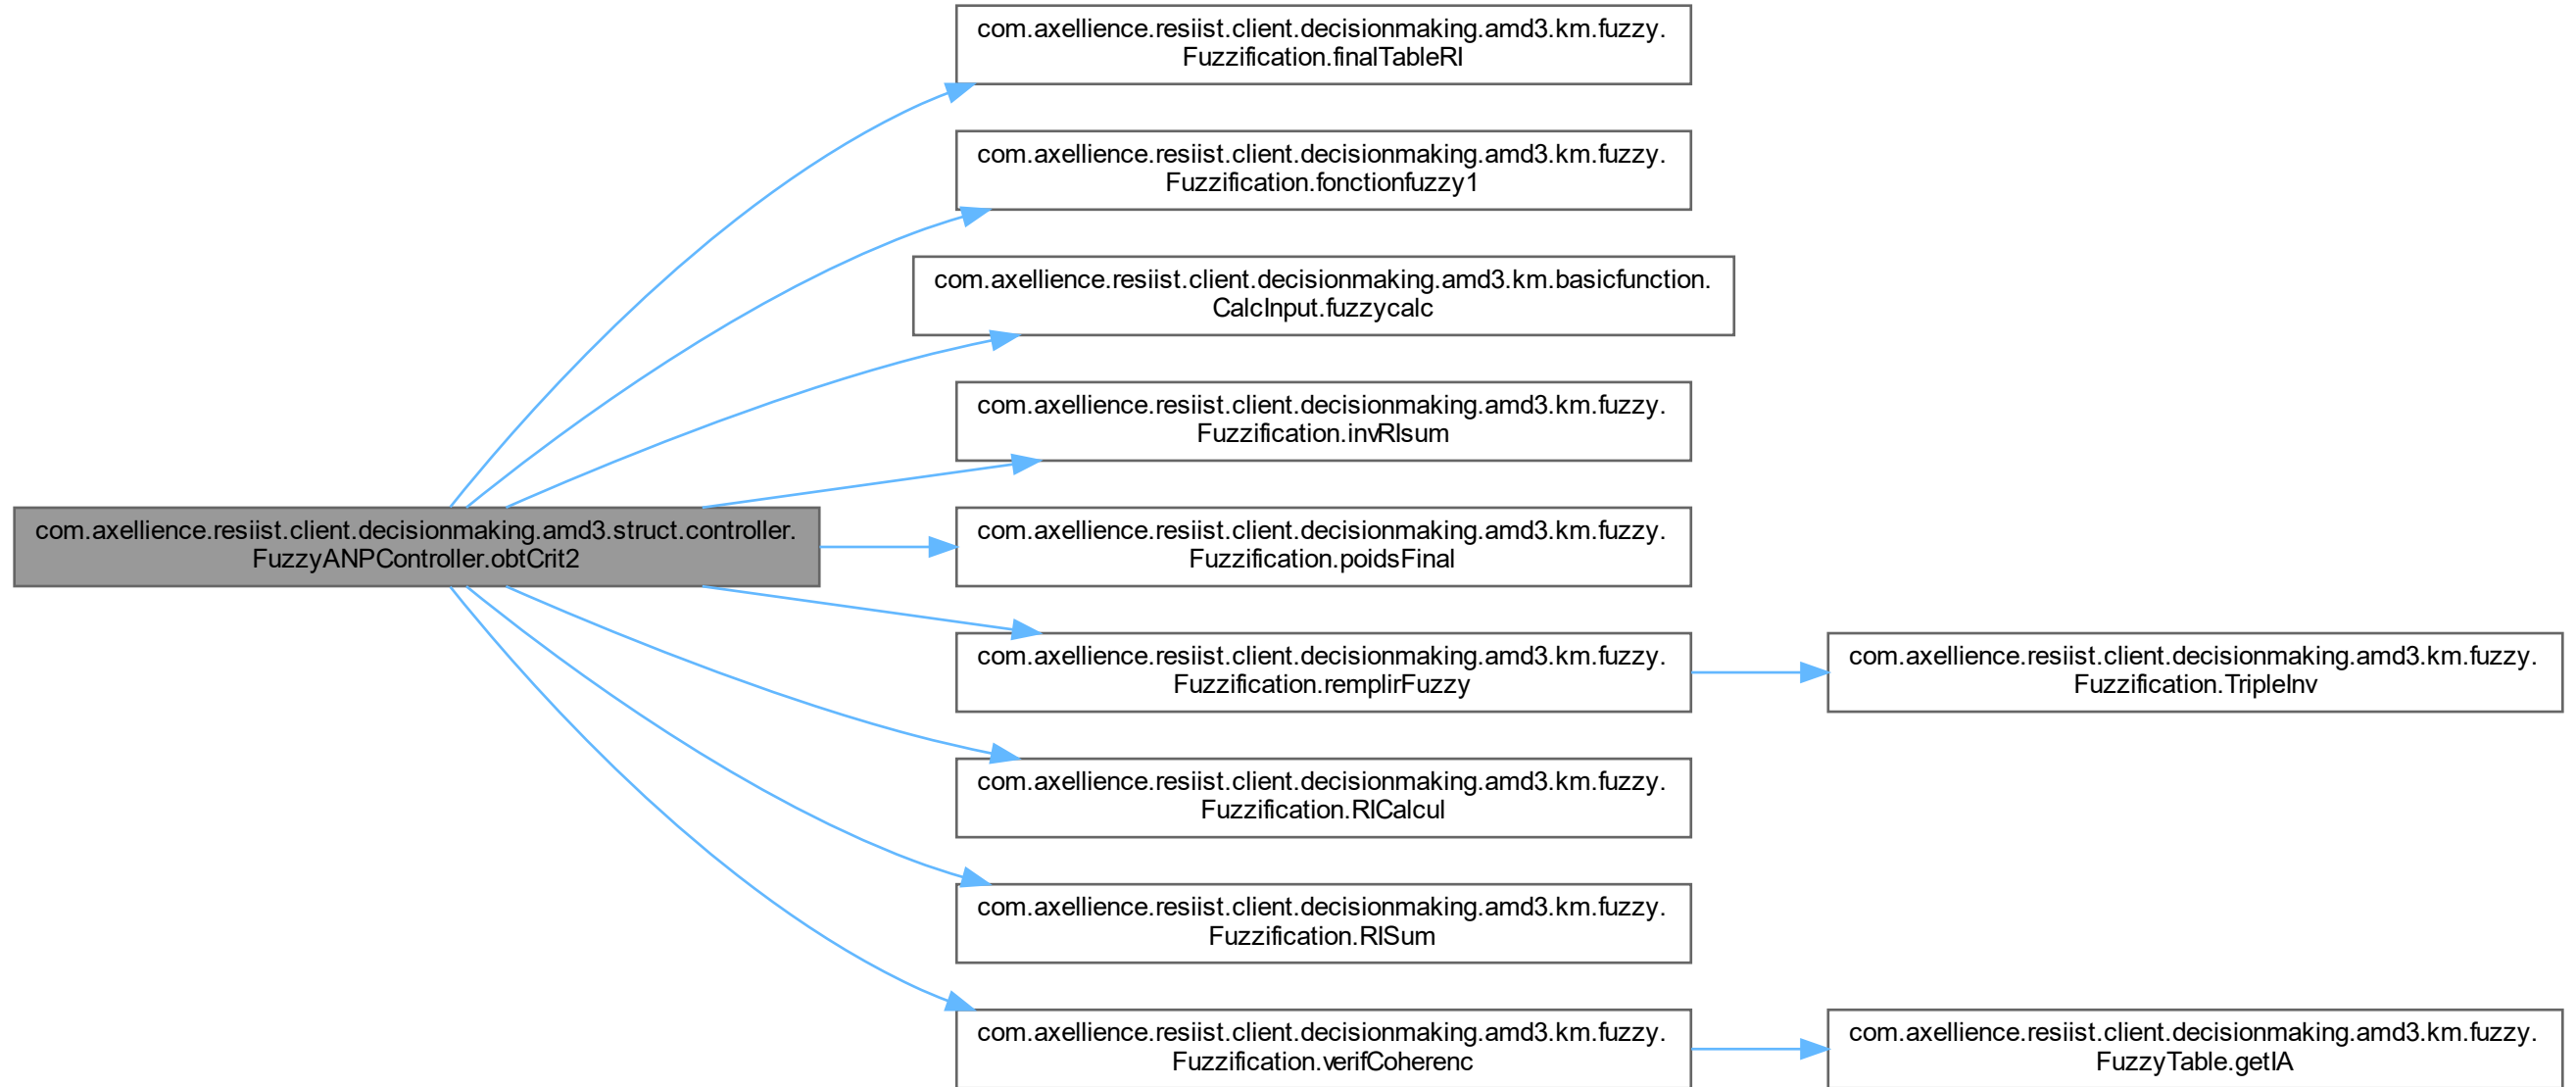 com.axellience.resiist.client.decisionmaking.amd3.km.fuzzy.
Fuzzification.finalTableRI
com.axellience.resiist.client.decisionmaking.amd3.km.fuzzy.
Fuzzification.fonctionfuzzy1
com.axellience.resiist.client.decisionmaking.amd3.km.basicfunction.
CalcInput.fuzzycalc
com.axellience.resiist.client.decisionmaking.amd3.km.fuzzy.
Fuzzification.invRIsum
com.axellience.resiist.client.decisionmaking.amd3.struct.controller.
FuzzyANPController.obtCrit2
com.axellience.resiist.client.decisionmaking.amd3.km.fuzzy.
Fuzzification.poidsFinal
com.axellience.resiist.client.decisionmaking.amd3.km.fuzzy.
Fuzzification.remplirFuzzy
com.axellience.resiist.client.decisionmaking.amd3.km.fuzzy.
Fuzzification.TripleInv
com.axellience.resiist.client.decisionmaking.amd3.km.fuzzy.
Fuzzification.RICalcul
com.axellience.resiist.client.decisionmaking.amd3.km.fuzzy.
Fuzzification.RISum
com.axellience.resiist.client.decisionmaking.amd3.km.fuzzy.
Fuzzification.verifCoherenc
com.axellience.resiist.client.decisionmaking.amd3.km.fuzzy.
FuzzyTable.getIA